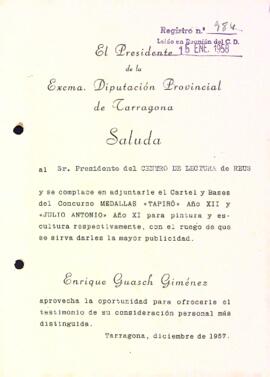 Registro n.º 984
Leído en Reunión del C. D.
15 ENE. 1958
El Presidente
de la
Excma. Diputación Provincial
de Tarragona
Saluda
al Sr. Presidente del CENTRO DE LECTURA de REUS
y se complace en adjuntarle el Cartel y Bases
del Concurso MEDALLAS «TAPIRÓ» Año XII y
«JULIO ANTONIO» Año XI para pintura y es-
cultura respectivamente, con el ruego de que
se sirva darles la mayor publicidad.
Enrique Guasch Giménez
aprovecha la oportunidad para ofrecerle el
testimonio de su consideración personal más
distinguida.
Tarragona, diciembre de 1957.